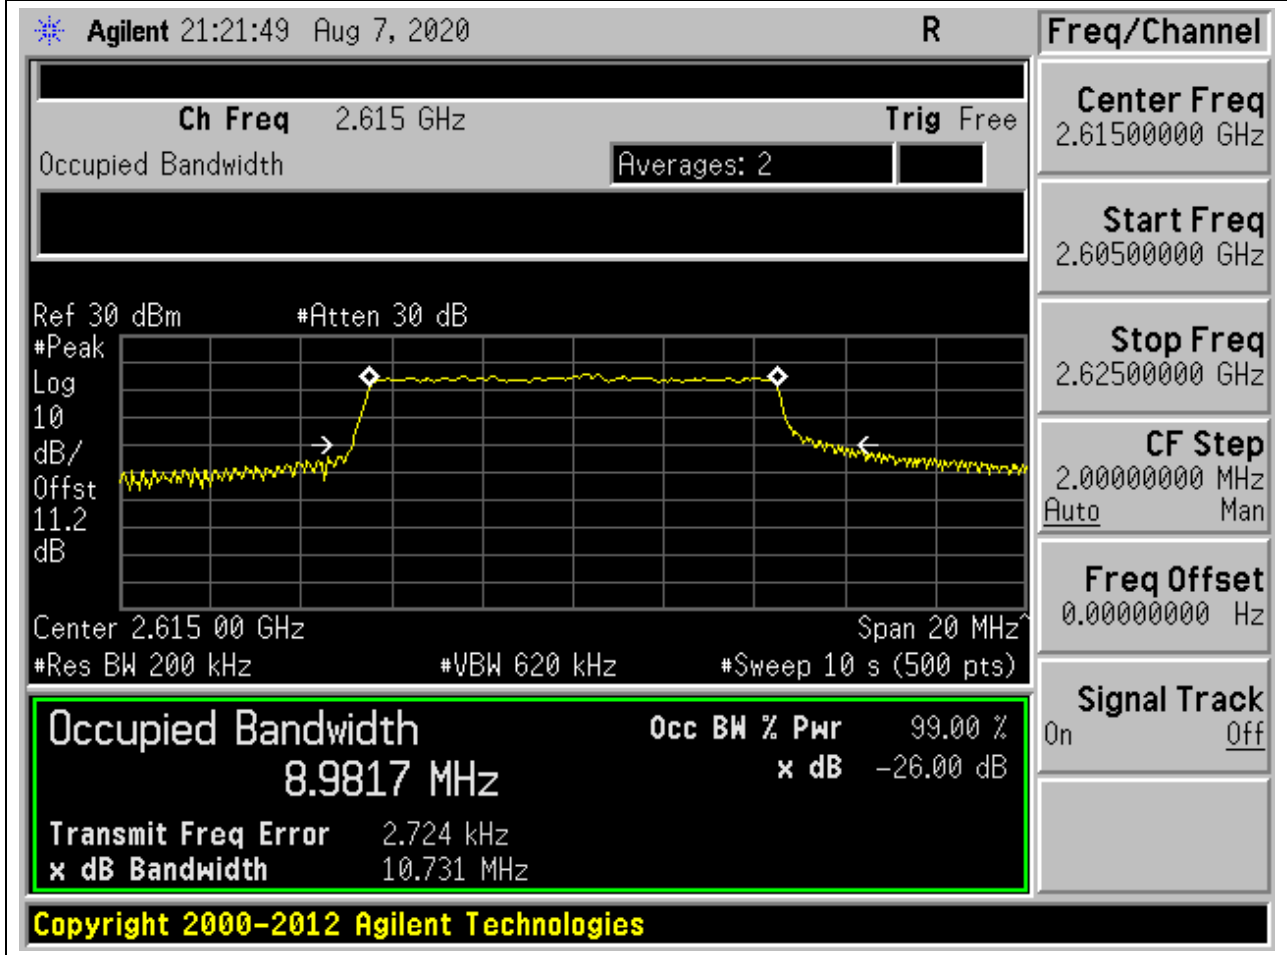 Agilent 21:21:49 Aug 7, 2020 R Freq/Channel
Ch Freq 2.615 GHz Trig Free
Occupied Bandwidth Averages: 2
Center Freq
2.61500000 GHz
Start Freq
2.60500000 GHz
Stop Freq
2.62500000 GHz
CF Step
2.00000000 MHz
Auto Man
Freq Offset
0.00000000 Hz
Signal Track
On Off
Ref 30 dBm #Atten 30 dB
#Peak
Log
10
dB/
Offst
11.2
dB
Center 2.615 00 GHz Span 20 MHz^
#Res BW 200 kHz #VBW 620 kHz #Sweep 10 s (500 pts)
Occupied Bandwidth Occ BW % Pwr 99.00 %
8.9817 MHz x dB -26.00 dB
Transmit Freq Error 2.724 kHz
x dB Bandwidth 10.731 MHz
Copyright 2000-2012 Agilent Technologies